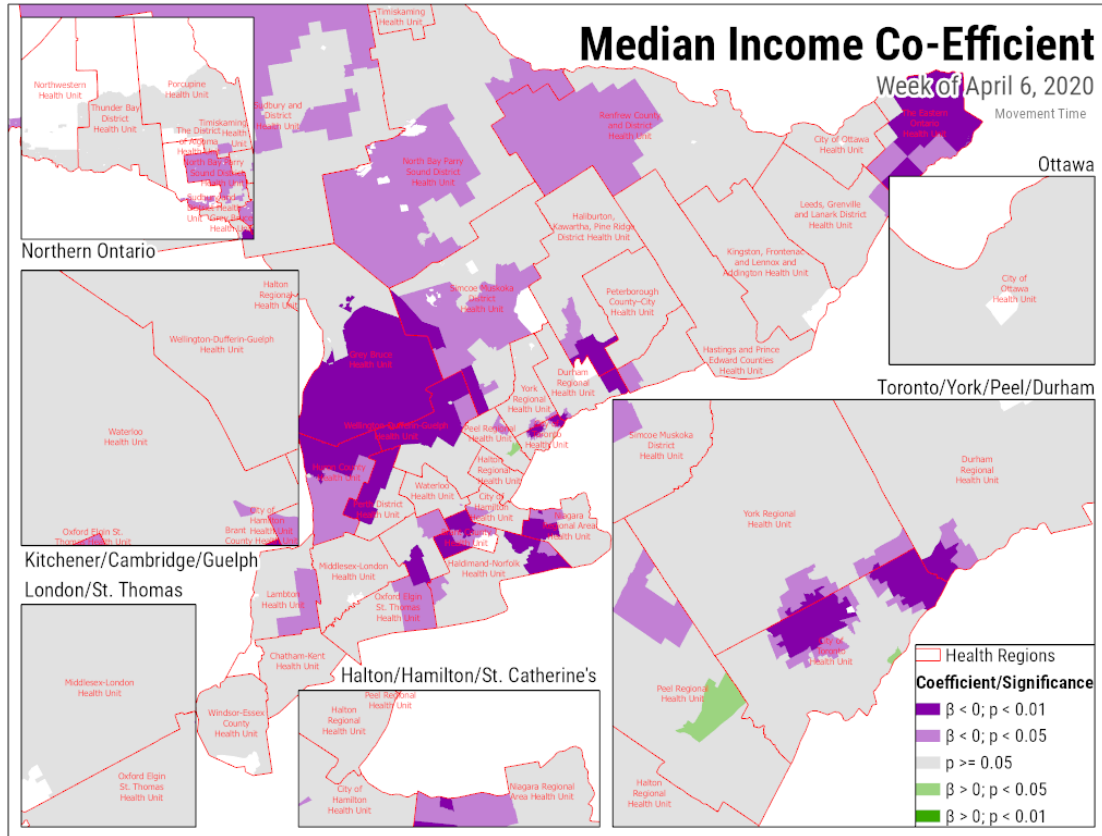 Median Income Co-Efficient
Week of April 6, 2020
Movement Time
Timiskaming
Health Unit
Northwestern
Health Unit
Porcupine
Health Unit
Thunder Bay
District
Health Unit
Timiskaming
Health Unit
The District
of Algoma
Health Unit
North Bay Parry
Sound District
Health Unit
Northern Ontario
Sudbury and
District
Health Unit
North Bay Parry
Sound District
Health Unit
Renfrew County
and District
Health Unit
City of Ottawa
Health Unit
The Eastern
Ontario
Health Unit
Leeds, Grenville
and Lanark District
Health Unit
Ottawa
City of
Ottawa
Health Unit
Haliburton,
Kawartha, Pine Ridge
District Health Unit
Kingston, Frontenac
and Lennox and
Addington Health Unit
Peterborough
County-City
Health Unit
Hastings and Prince
Edward Counties
Health Unit
Simcoe Muskoka
District
Health Unit
Grey Bruce
Health Unit
Durham
Regional
Health Unit
York
Regional
Health Unit
Peel Regional
Health Unit
Toronto
Health Unit
Wellington-Dufferin-Guelph
Health Unit
Halton
Regional
Health Unit
Health Unit
Waterloo
Health Unit
City of
Hamilton
Health Unit
District
Health Unit
Niagara
Regional Area
Health Unit
Haldimand-Norfolk
Health Unit
Middlesex-London
Health Unit
Oxford Elgin
St. Thomas
Health Unit
Lambton
Health Unit
Chatham-Kent
Health Unit
Windsor-Essex
County
Health Unit
Halton
Regional
Health Unit
Wellington-Dufferin-Guelph
Health Unit
Waterloo
Health Unit
City of
Hamilton
Health Unit
Brant
County Health Unit
Oxford Elgin St.
Thomas Health Unit
Kitchener/Cambridge/Guelph
London/St. Thomas
Middlesex-London
Health Unit
Oxford Elgin
St. Thomas
Health Unit
Halton/Hamilton/St. Catherine's
Peel Regional
Health Unit
Halton
Regional
Health Unit
City of
Hamilton
Health Unit
Niagara Regional
Area Health Unit
Toronto/York/Peel/Durham
Simcoe Muskoka
District
Health Unit
Durham
Regional
Health Unit
York Regional
Health Unit
City of
Toronto
Health Unit
Peel Regional
Health Unit
Halton
Regional
Health Unit
Health Regions
Coefficient/Significance
β < 0; p < 0.01
β < 0; p < 0.05
p >= 0.05
β > 0; p < 0.05
β > 0; p < 0.01